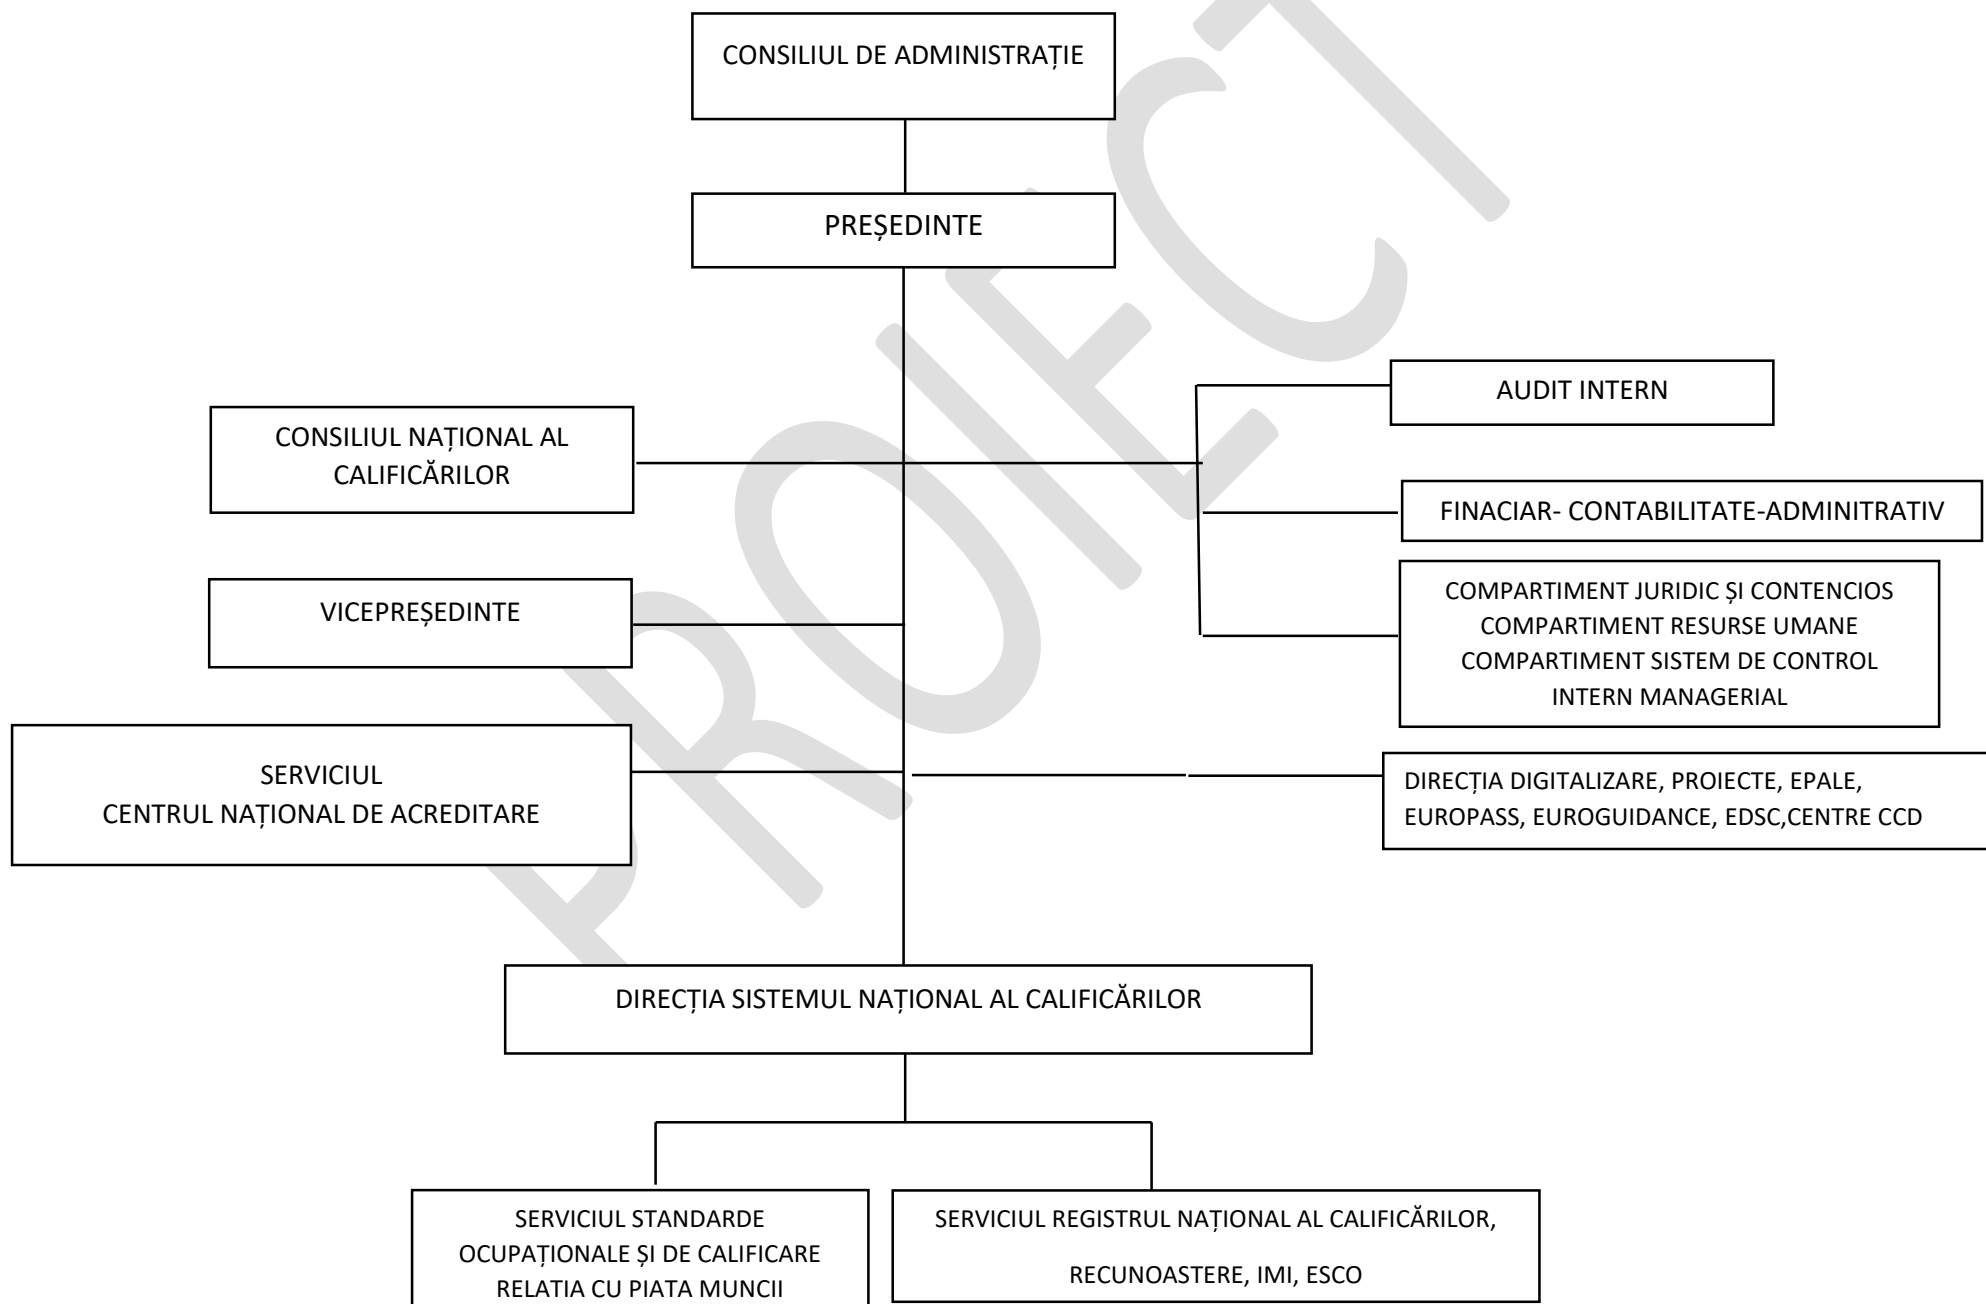 CONSILIUL DE ADMINISTRAȚIE
PREȘEDINTE
AUDIT INTERN
CONSILIUL NAȚIONAL AL
CALIFICĂRILOR
FINACIAR- CONTABILITATE-ADMINITRATIV
VICEPREȘEDINTE
COMPARTIMENT JURIDIC ȘI CONTENCIOS
COMPARTIMENT RESURSE UMANE
COMPARTIMENT SISTEM DE CONTROL
INTERN MANAGERIAL
SERVICIUL
CENTRUL NAȚIONAL DE ACREDITARE
DIRECȚIA DIGITALIZARE, PROIECTE, EPALE,
EUROPASS, EUROGUIDANCE, EDSC,CENTRE CCD
DIRECȚIA SISTEMUL NAȚIONAL AL CALIFICĂRILOR
SERVICIUL STANDARDE
OCUPAȚIONALE ȘI DE CALIFICARE
RELATIA CU PIATA MUNCII
SERVICIUL REGISTRUL NAȚIONAL AL CALIFICĂRILOR,
RECUNOASTERE, IMI, ESCO
PROIECT